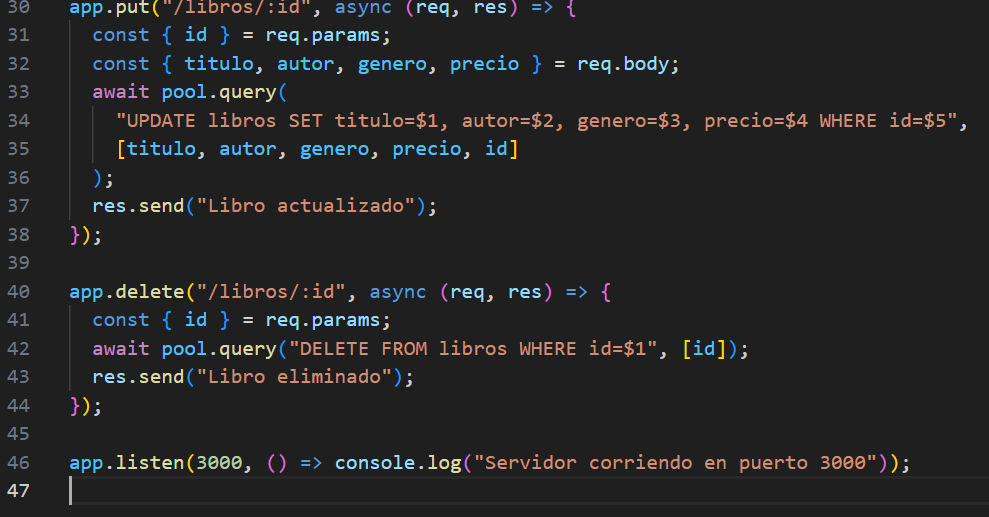 30 app.put("/libros/:id", async (req, res) => {
31 const { id } = req.params;
32 const { titulo, autor, genero, precio } = req.body;
33 await pool.query(
34 "UPDATE libros SET titulo=$1, autor=$2, genero=$3, precio=$4 WHERE id=$5",
35 [titulo, autor, genero, precio, id]
36 );
37 res.send("Libro actualizado");
38 });
39
40 app.delete("/libros/:id", async (req, res) => {
41 const { id } = req.params;
42 await pool.query("DELETE FROM libros WHERE id=$1", [id]);
43 res.send("Libro eliminado");
44 });
45
46 app.listen(3000, () => console.log("Servidor corriendo en puerto 3000"));
47